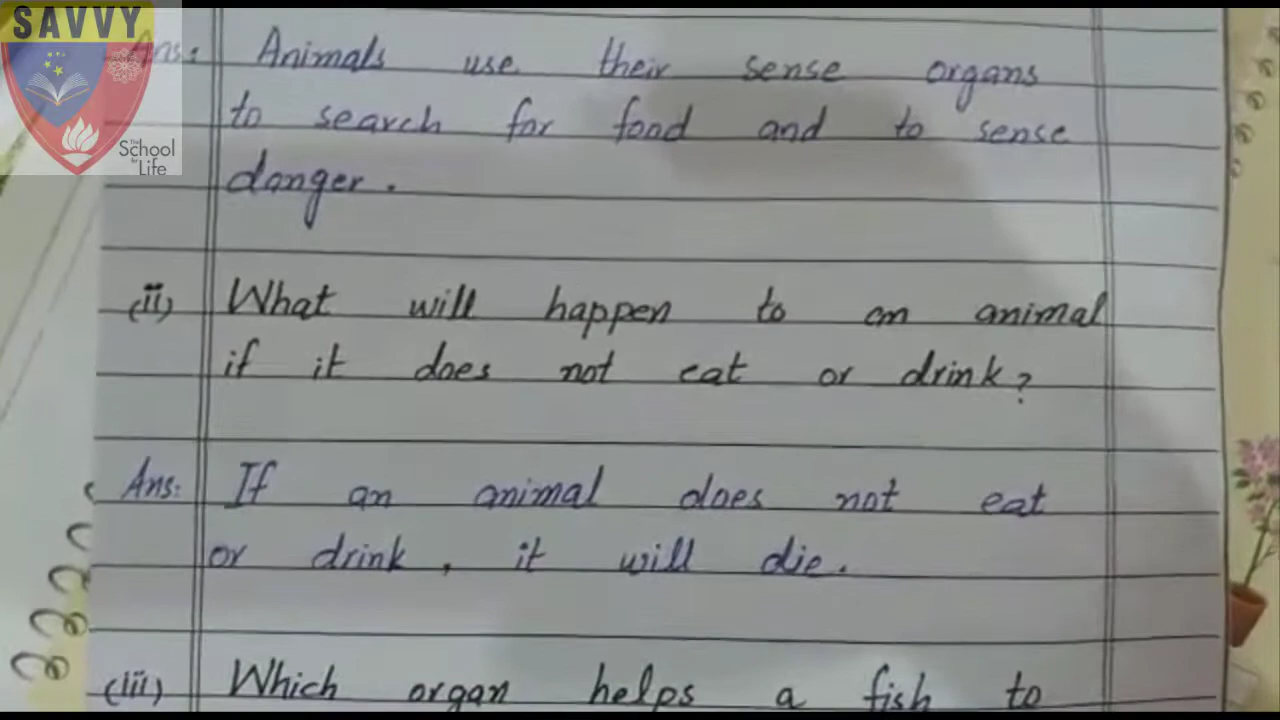 SAVVY
The School for Life
Ans: Animals use their sense organs
to search for food and to sense
danger.
(ii) What will happen to an animal
if it does not eat or drink?
Ans: If an animal does not eat
or drink, it will die.
(iii) Which organ helps a fish to